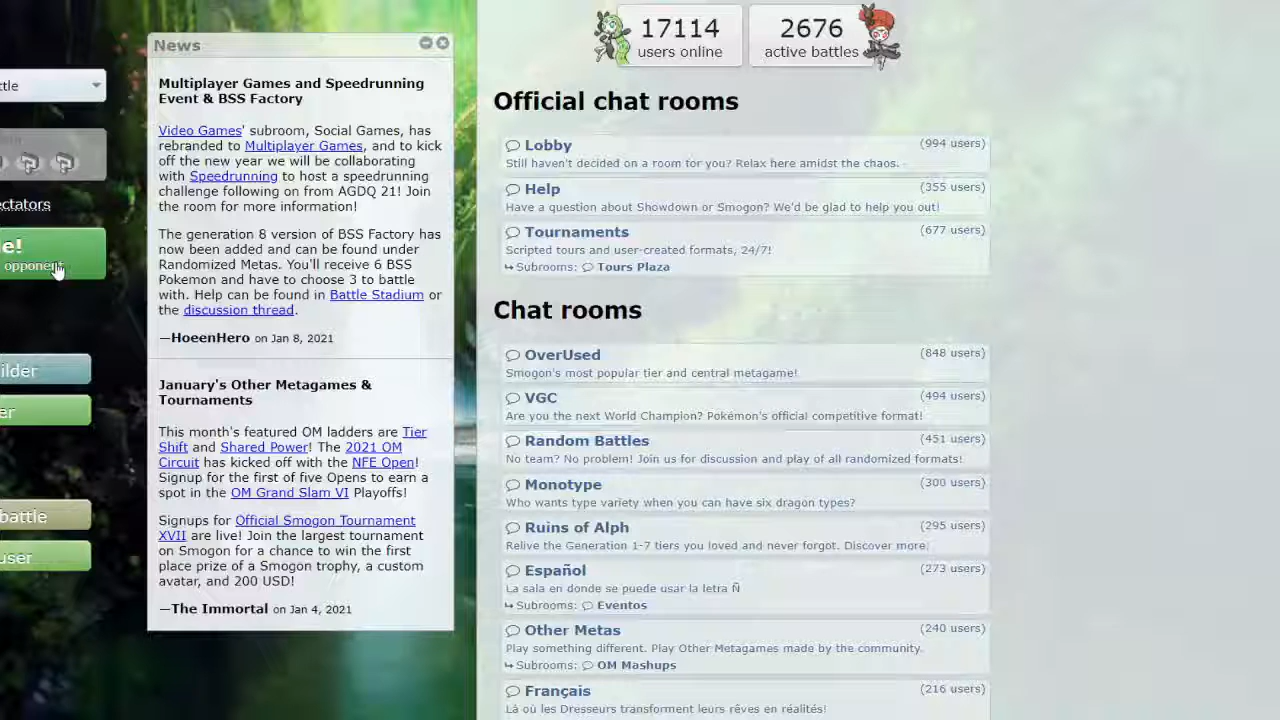 ttle
ectators
e!
opponent
ilder
er
battle
user
News
Multiplayer Games and Speedrunning
Event & BSS Factory
Video Games' subroom, Social Games, has
rebranded to Multiplayer Games, and to kick
off the new year we will be collaborating
with Speedrunning to host a speedrunning
challenge following on from AGDQ 21! Join
the room for more information!
The generation 8 version of BSS Factory has
now been added and can be found under
Randomized Metas. You'll receive 6 BSS
Pokemon and have to choose 3 to battle
with. Help can be found in Battle Stadium or
the discussion thread.
—HoeenHero on Jan 8, 2021
January's Other Metagames &
Tournaments
This month's featured OM ladders are Tier
Shift and Shared Power! The 2021 OM
Circuit has kicked off with the NFE Open!
Signup for the first of five Opens to earn a
spot in the OM Grand Slam VI Playoffs!
Signups for Official Smogon Tournament
XVII are live! Join the largest tournament
on Smogon for a chance to win the first
place prize of a Smogon trophy, a custom
avatar, and 200 USD!
—The Immortal on Jan 4, 2021
17114
users online
2676
active battles
Official chat rooms
Lobby (994 users)
Still haven't decided on a room for you? Relax here amidst the chaos.
Help (355 users)
Have a question about Showdown or Smogon? We'd be glad to help you out!
Tournaments (677 users)
Scripted tours and user-created formats, 24/7!
↳ Subrooms: Tours Plaza
Chat rooms
OverUsed (848 users)
Smogon's most popular tier and central metagame!
VGC (494 users)
Are you the next World Champion? Pokémon's official competitive format!
Random Battles (451 users)
No team? No problem! Join us for discussion and play of all randomized formats!
Monotype (300 users)
Who wants type variety when you can have six dragon types?
Ruins of Alph (295 users)
Relive the Generation 1-7 tiers you loved and never forgot. Discover more!
Español (273 users)
La sala en donde se puede usar la letra Ñ
↳ Subrooms: Eventos
Other Metas (240 users)
Play something different. Play Other Metagames made by the community.
↳ Subrooms: OM Mashups
Français (216 users)
Là où les Dresseurs transforment leurs rêves en réalités!